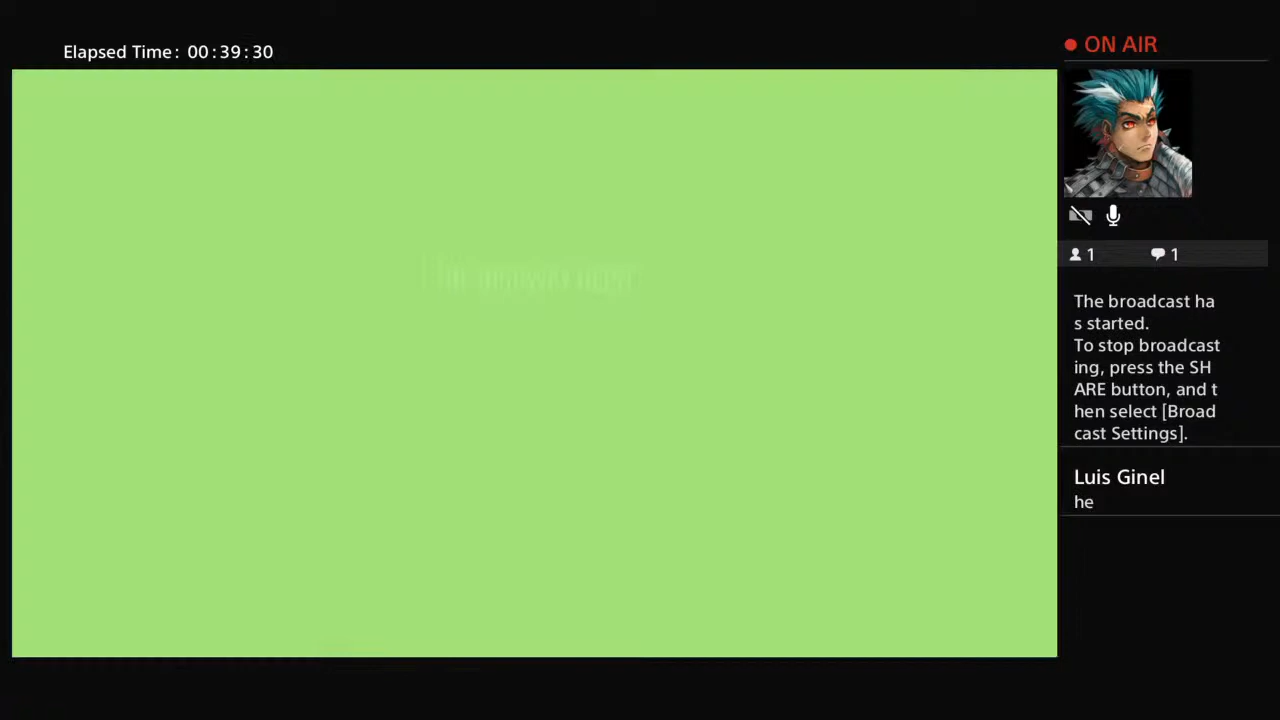 Elapsed Time: 00:39:30
ON AIR
1
1
The broadcast ha
s started.
To stop broadcast
ing, press the SH
ARE button, and t
hen select [Broad
cast Settings].
Luis Ginel
he